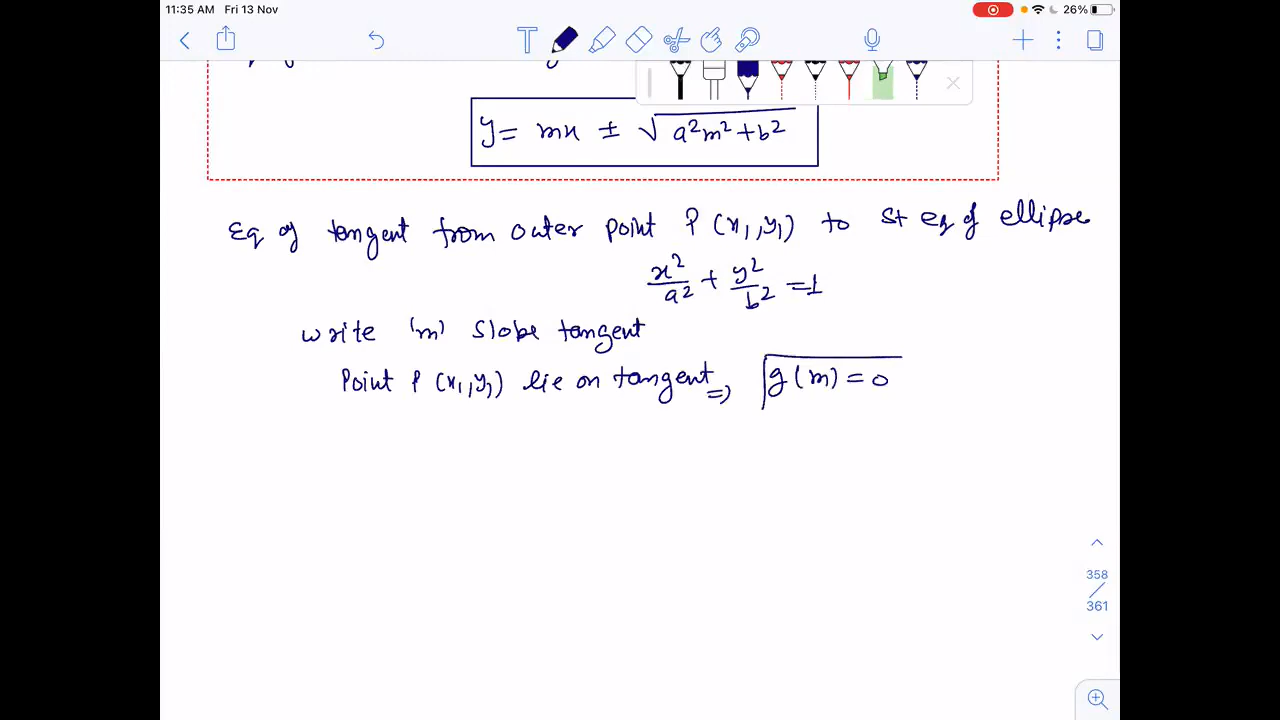 11:35 AM Fri 13 Nov
26%
T
y= mx ± √a²m²+b²
Eq of tangent from outer point P (x₁,y₁) to St eq of ellipse
x²/a² + y²/b² =1
write 'm' Slobe tangent
Point P (x₁,y₁) lie on tangent => g(m) = 0
358
361